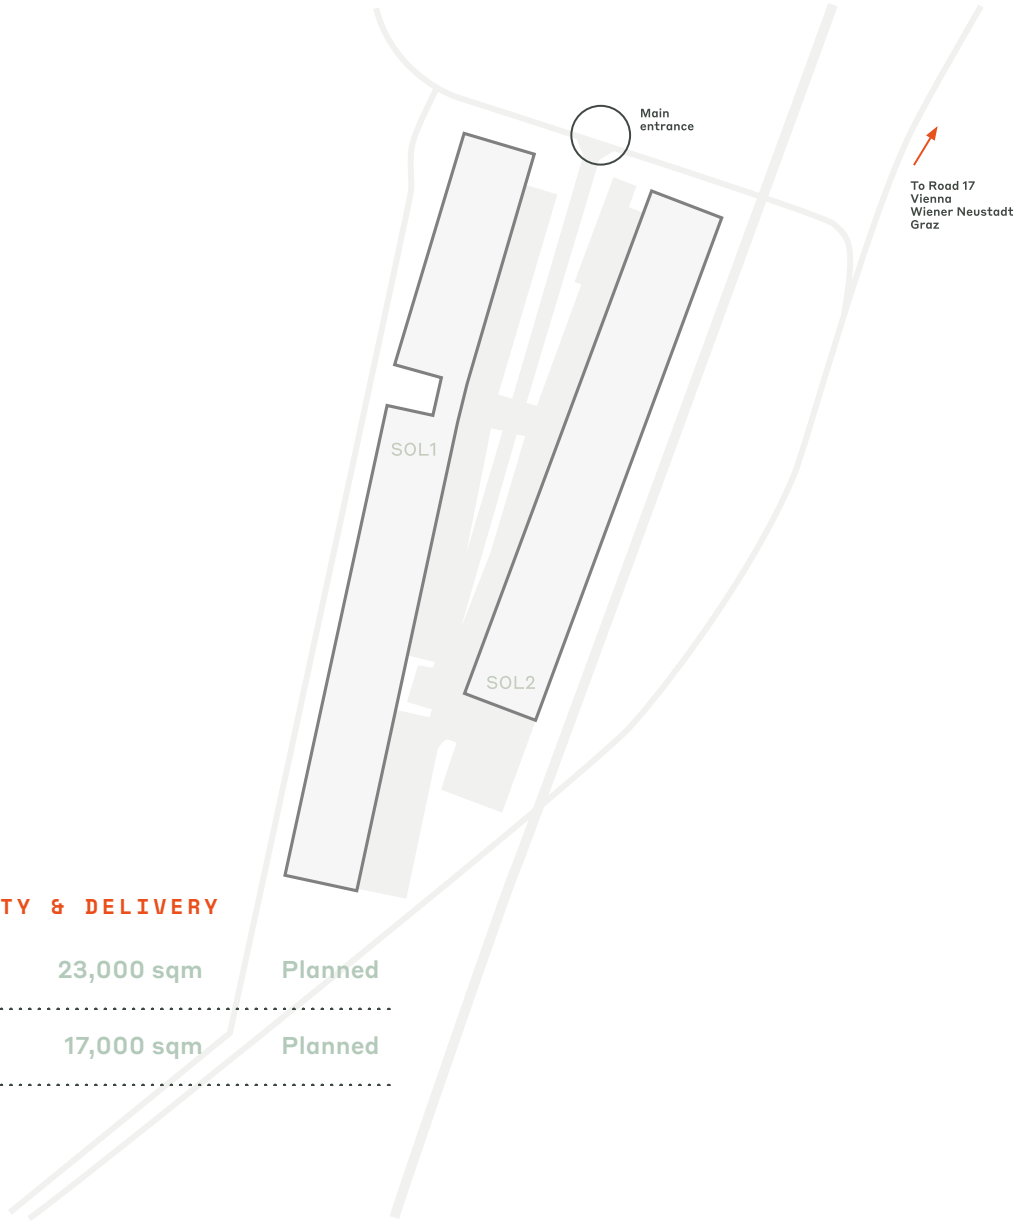 Main
entrance
To Road 17
Vienna
Wiener Neustadt
Graz
SOL1
SOL2
TY & DELIVERY
23,000 sqm Planned
17,000 sqm Planned